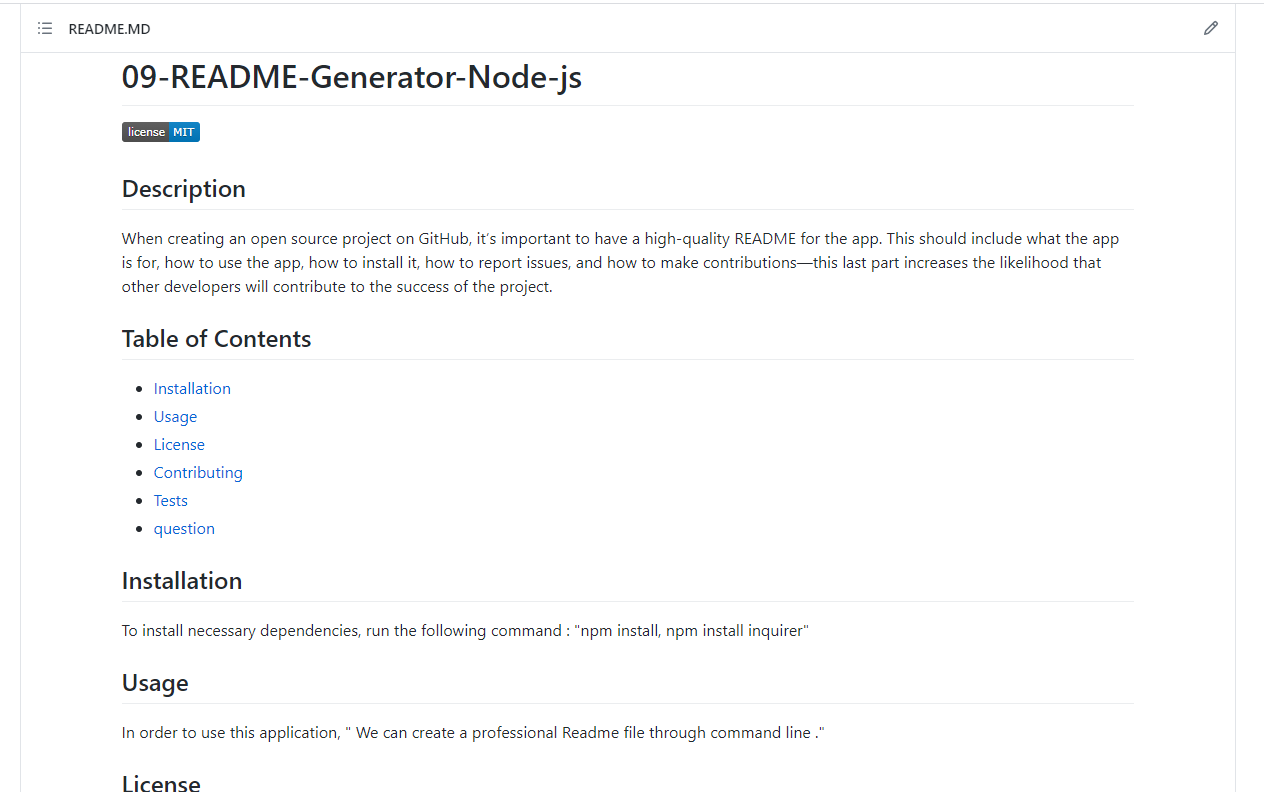 README.MD
09-README-Generator-Node-js
license MIT
Description
When creating an open source project on GitHub, it’s important to have a high-quality README for the app. This should include what the app
is for, how to use the app, how to install it, how to report issues, and how to make contributions—this last part increases the likelihood that
other developers will contribute to the success of the project.
Table of Contents
Installation
Usage
License
Contributing
Tests
question
Installation
To install necessary dependencies, run the following command : "npm install, npm install inquirer"
Usage
In order to use this application, " We can create a professional Readme file through command line ."
License